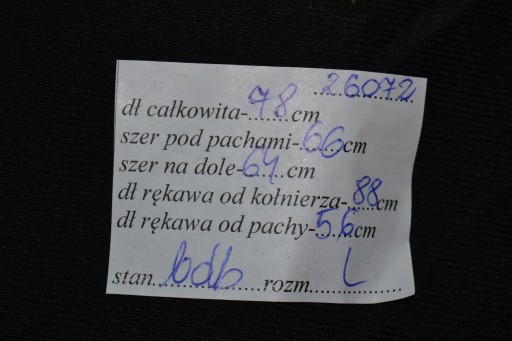 26072
dł całkowita-78cm
szer pod pachami-66cm
szer na dole-64cm
dł rękawa od kołnierza-88cm
dł rękawa od pachy-56cm
stan bdb rozm L